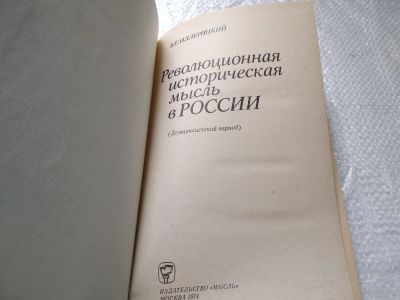 В.Е.ИЛЛЕРИЦКИЙ
Революционная
историческая
мысль
в РОССИИ
(Домарксистский период)
ИЗДАТЕЛЬСТВО «МЫСЛЬ»
МОСКВА 1974